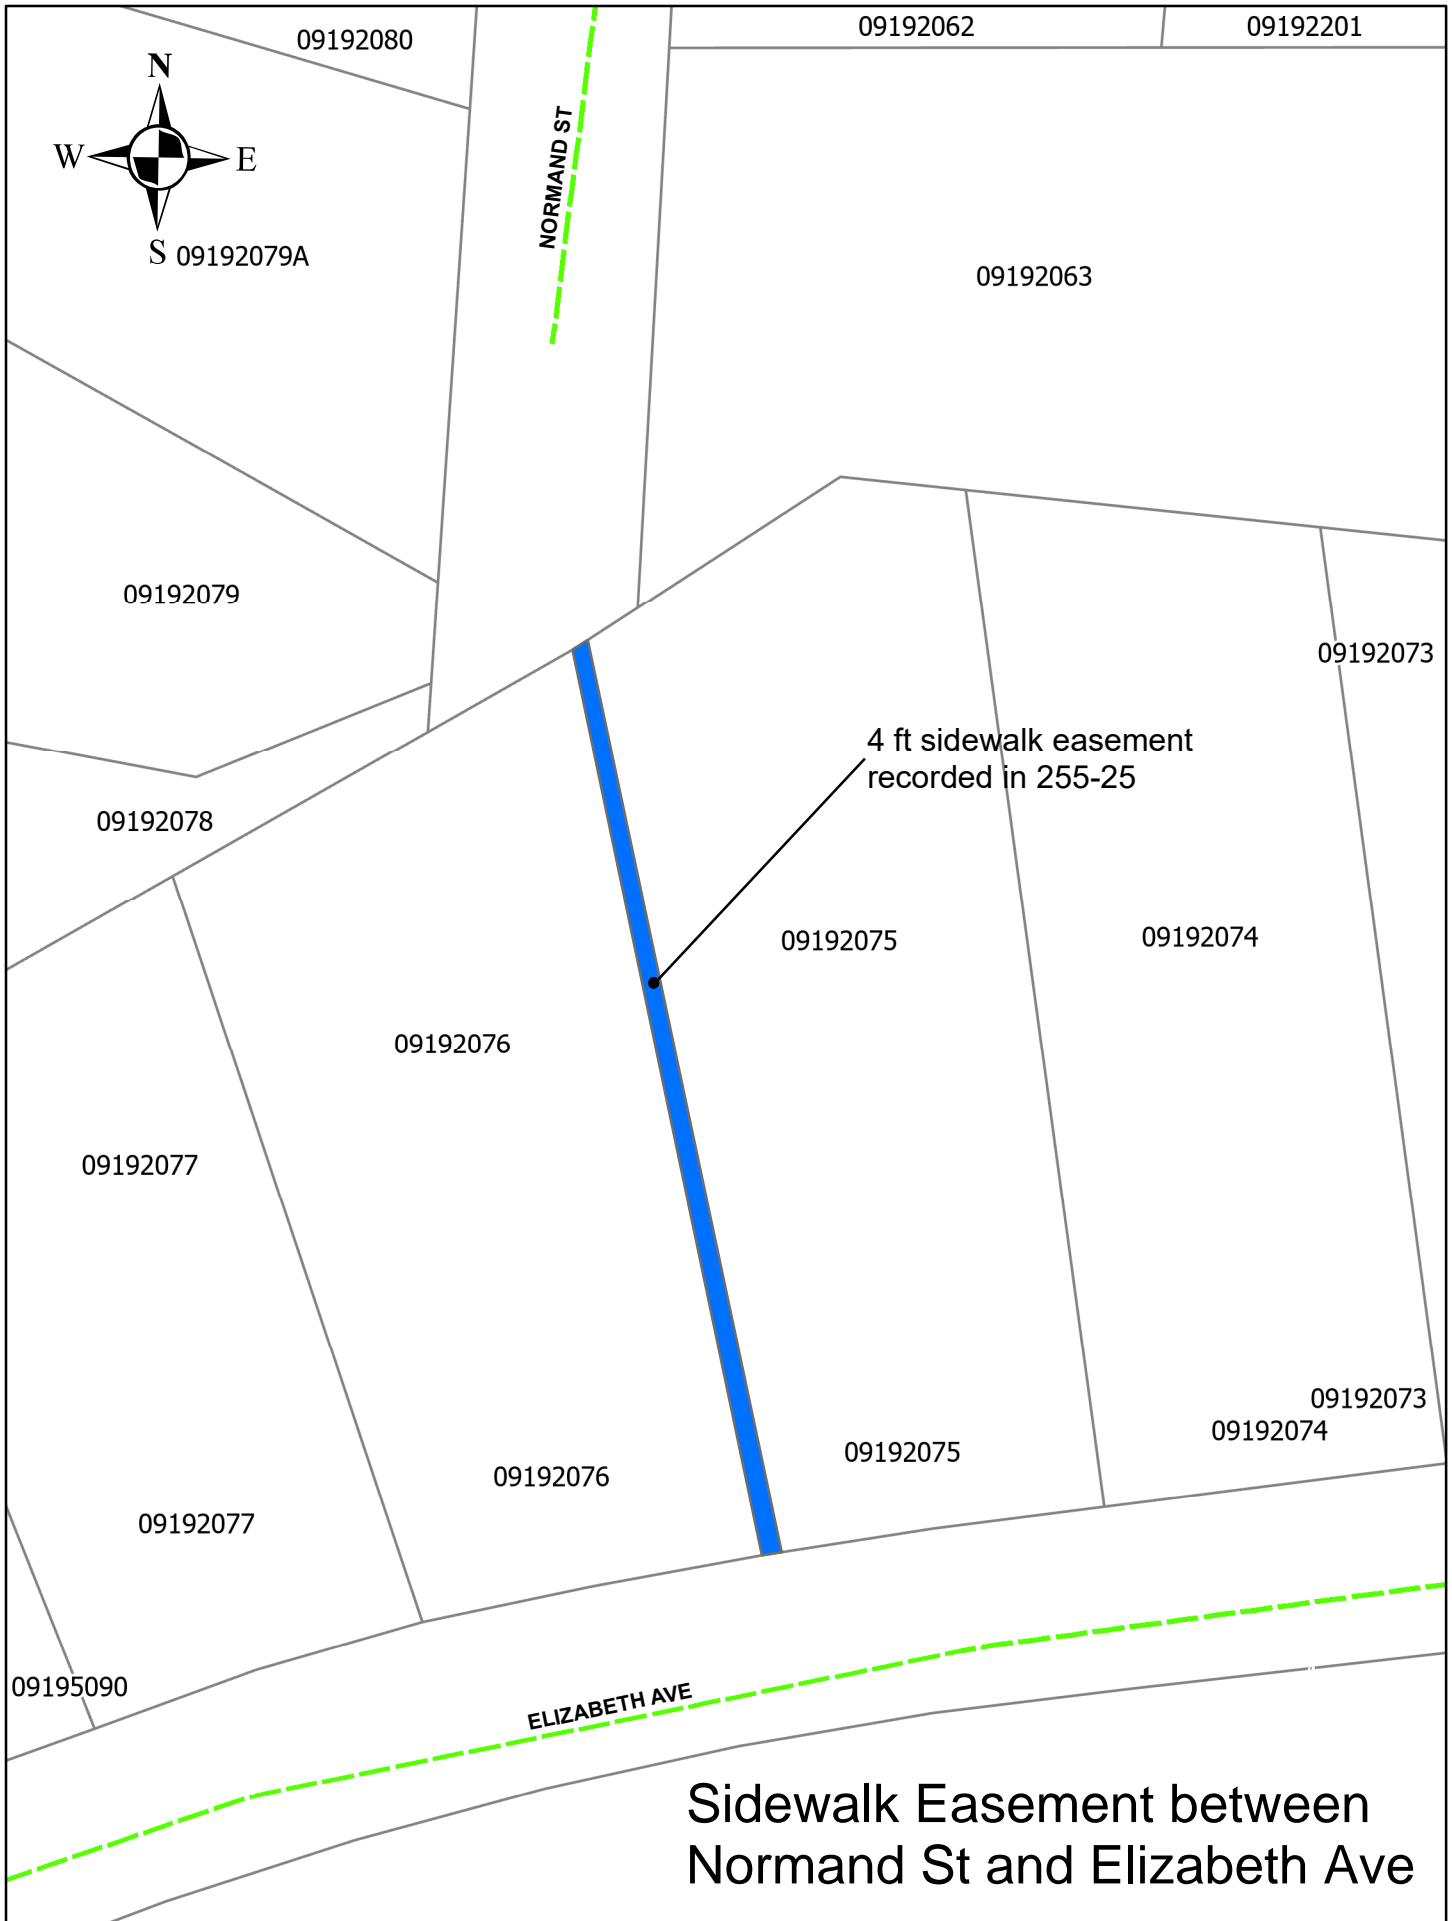 09192080
09192062
09192201
N
W
E
S
NORMAND ST
09192079A
09192063
09192079
09192073
4 ft sidewalk easement
recorded in 255-25
09192078
09192075
09192074
09192076
09192077
09192073
09192074
09192075
09192076
09192077
09195090
ELIZABETH AVE
Sidewalk Easement between
Normand St and Elizabeth Ave